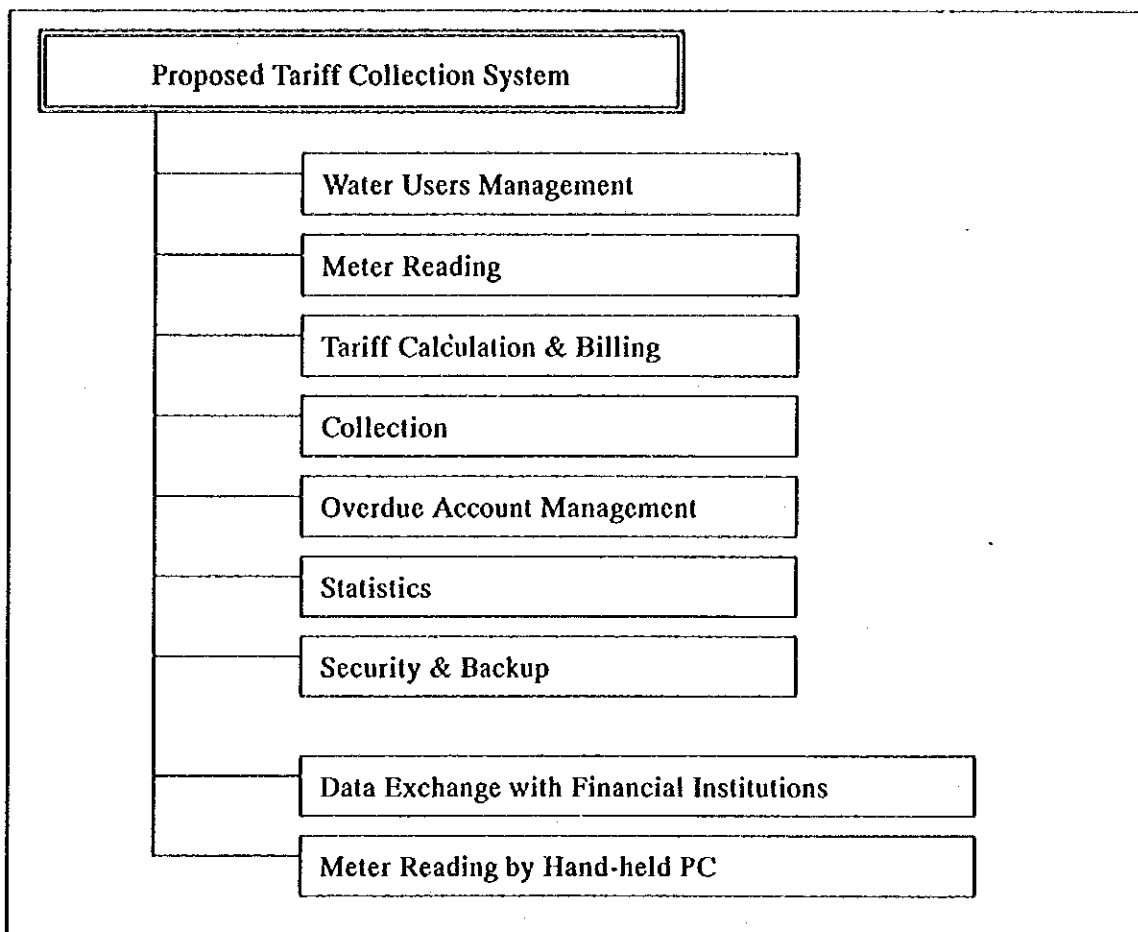 Proposed Tariff Collection System
Water Users Management
Meter Reading
Tariff Calculation & Billing
Collection
Overdue Account Management
Statistics
Security & Backup
Data Exchange with Financial Institutions
Meter Reading by Hand-held PC